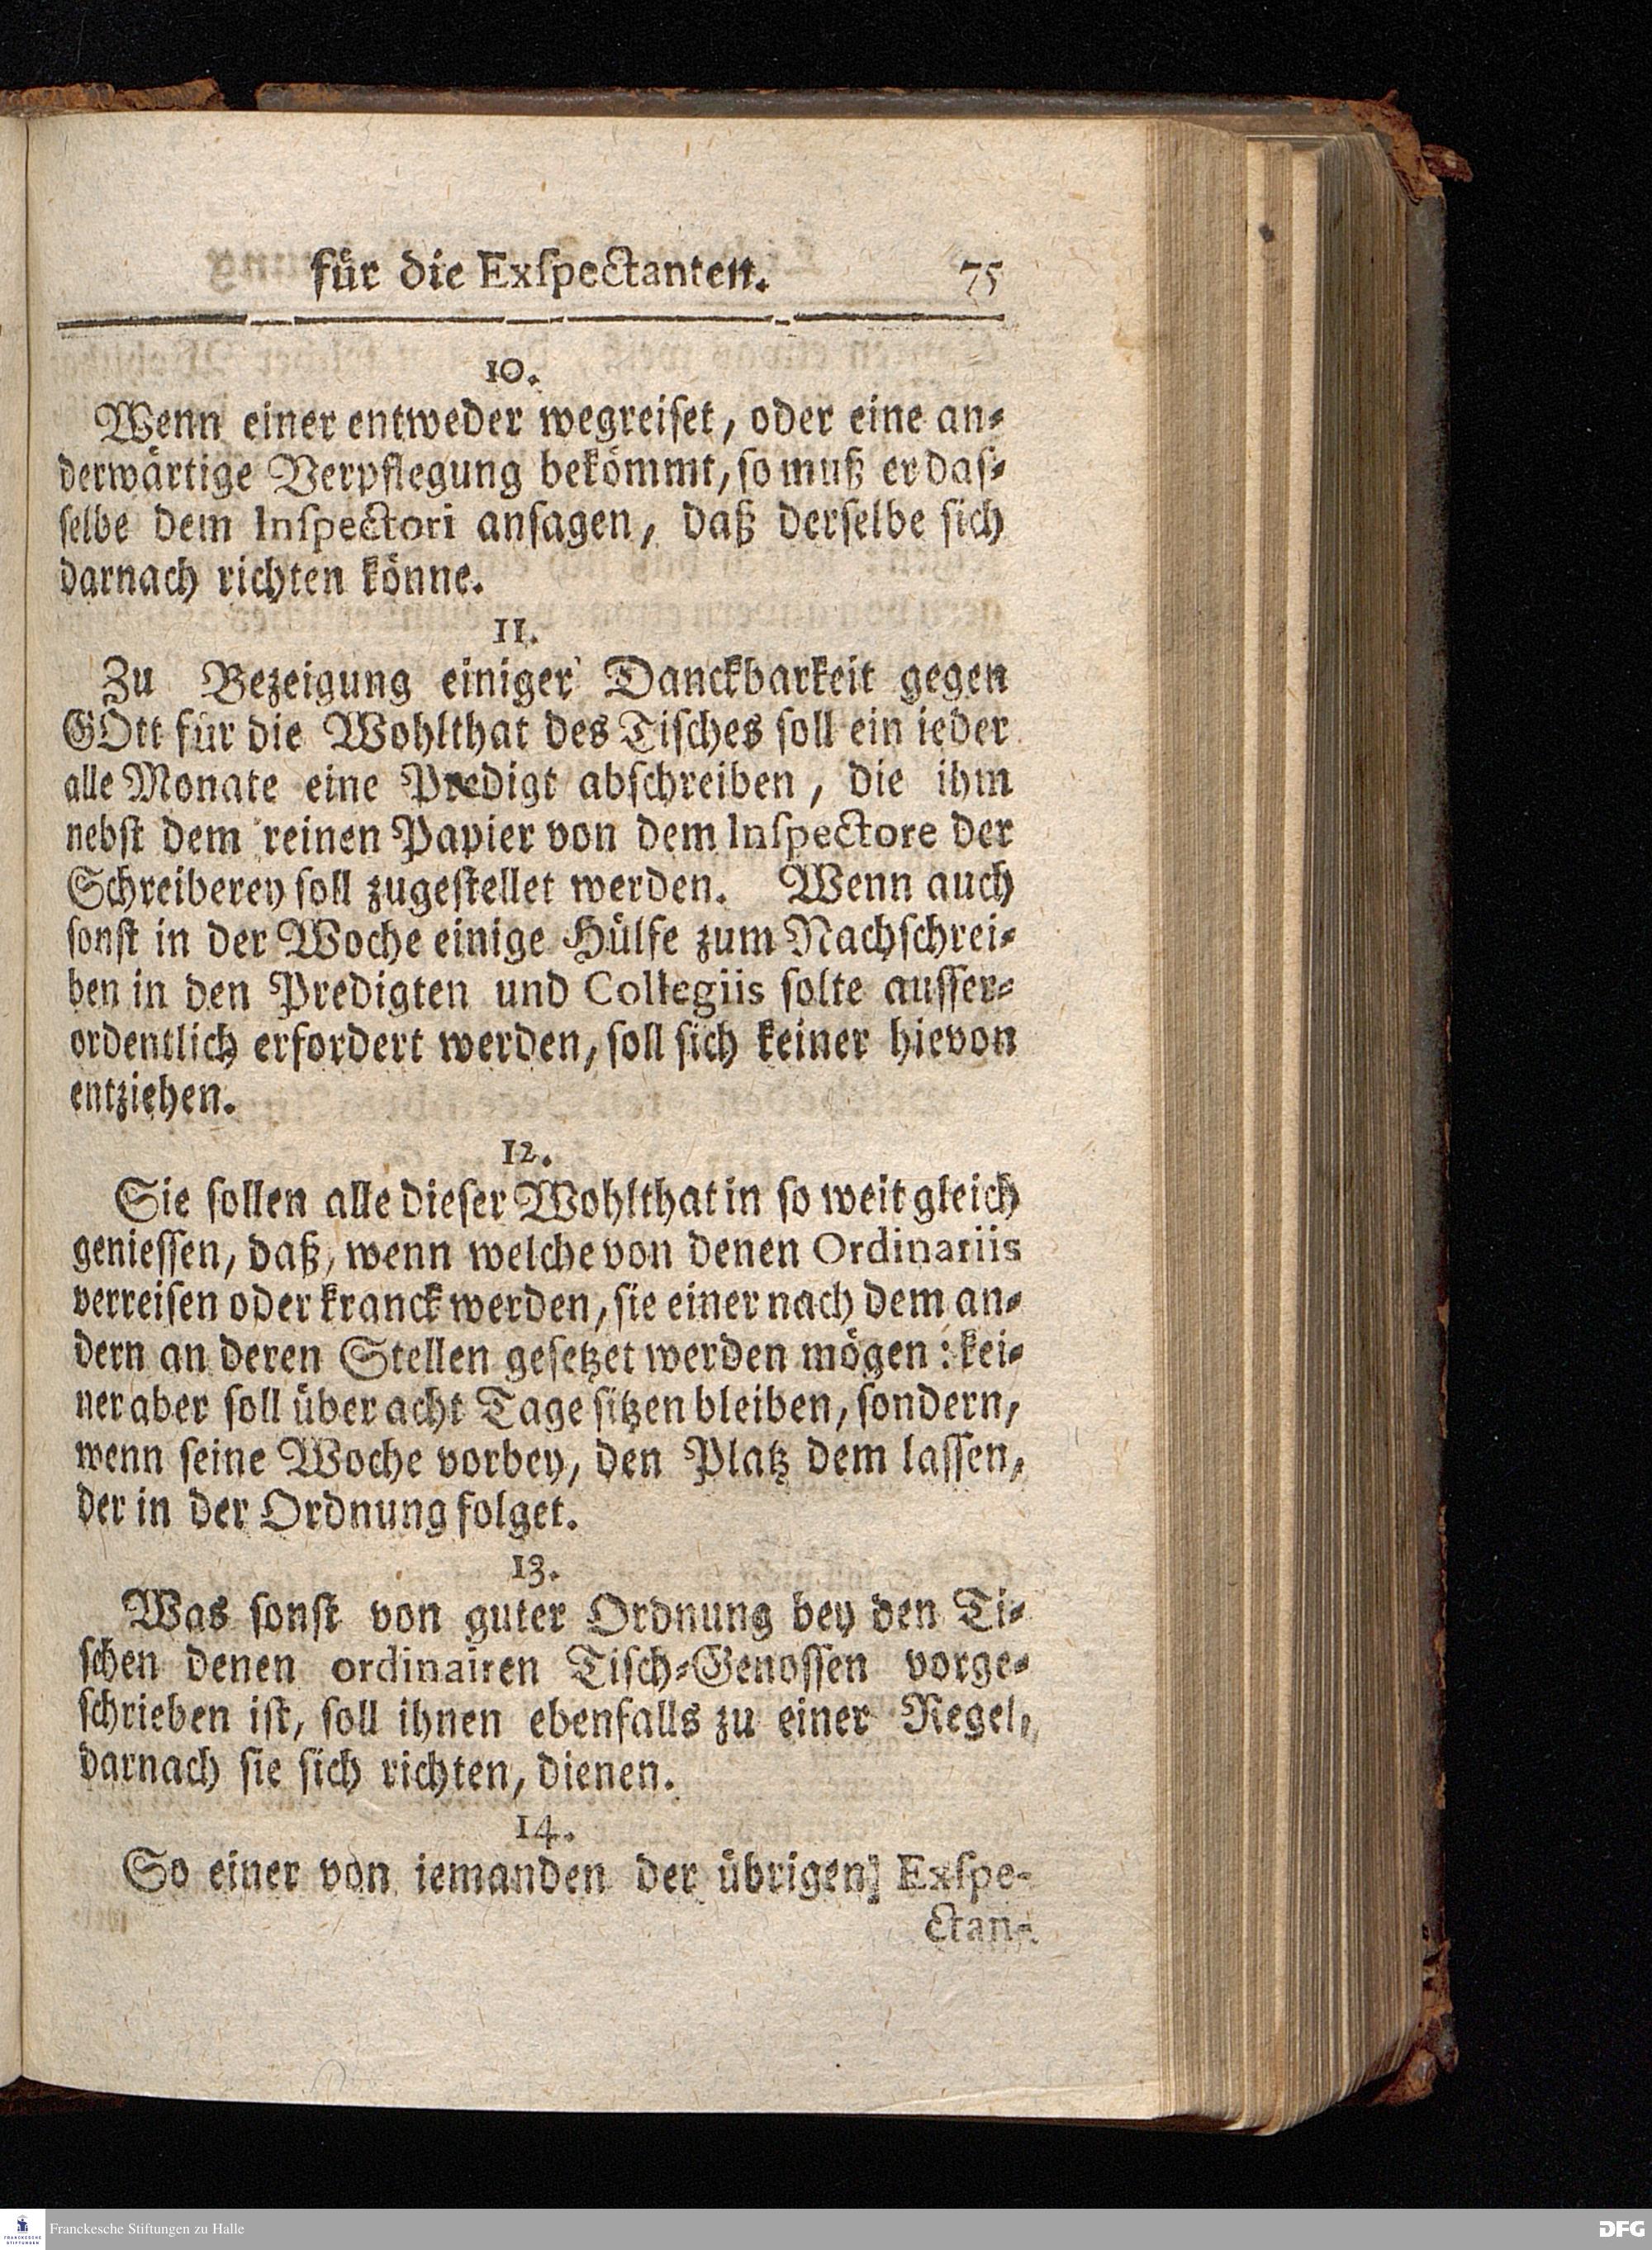 für die Exſpectanten. 75
10.
Wenn einer entweder wegreiſet, oder eine an⸗
derwärtige Verpflegung bekömmt, ſo muß er daſ⸗
ſelbe dem Inſpectori anſagen, daß derſelbe ſich
darnach richten könne.
11.
Zu Bezeigung einiger Danckbarkeit gegen
GOtt für die Wohlthat des Tiſches ſoll ein ieder
alle Monate eine Predigt abſchreiben, die ihm
nebſt dem reinen Papier von dem Inſpectore der
Schreiberey ſoll zugeſtellet werden. Wenn auch
ſonſt in der Woche einige Hülfe zum Nachſchrei⸗
ben in den Predigten und Collegiis ſolte auſſer⸗
ordentlich erfordert werden, ſoll ſich keiner hievon
entziehen.
12.
Sie ſollen alle dieſer Wohlthat in ſo weit gleich
genieſſen, daß, wenn welche von denen Ordinariis
verreiſen oder kranck werden, ſie einer nach dem an⸗
dern an deren Stellen geſetzet werden mögen: kei⸗
ner aber ſoll über acht Tage ſitzen bleiben, ſondern,
wenn ſeine Woche vorbey, den Platz dem laſſen,
der in der Ordnung folget.
13.
Was ſonſt von guter Ordnung bey den Ti⸗
ſchen denen ordinairen Tiſch⸗Genoſſen vorge⸗
ſchrieben iſt, ſoll ihnen ebenfalls zu einer Regel,
darnach ſie ſich richten, dienen.
14.
So einer von iemanden der übrigen] Exſpe-
ctan-
Franckesche Stiftungen zu Halle
FRANCKESCHE
STIFTUNGEN
DFG